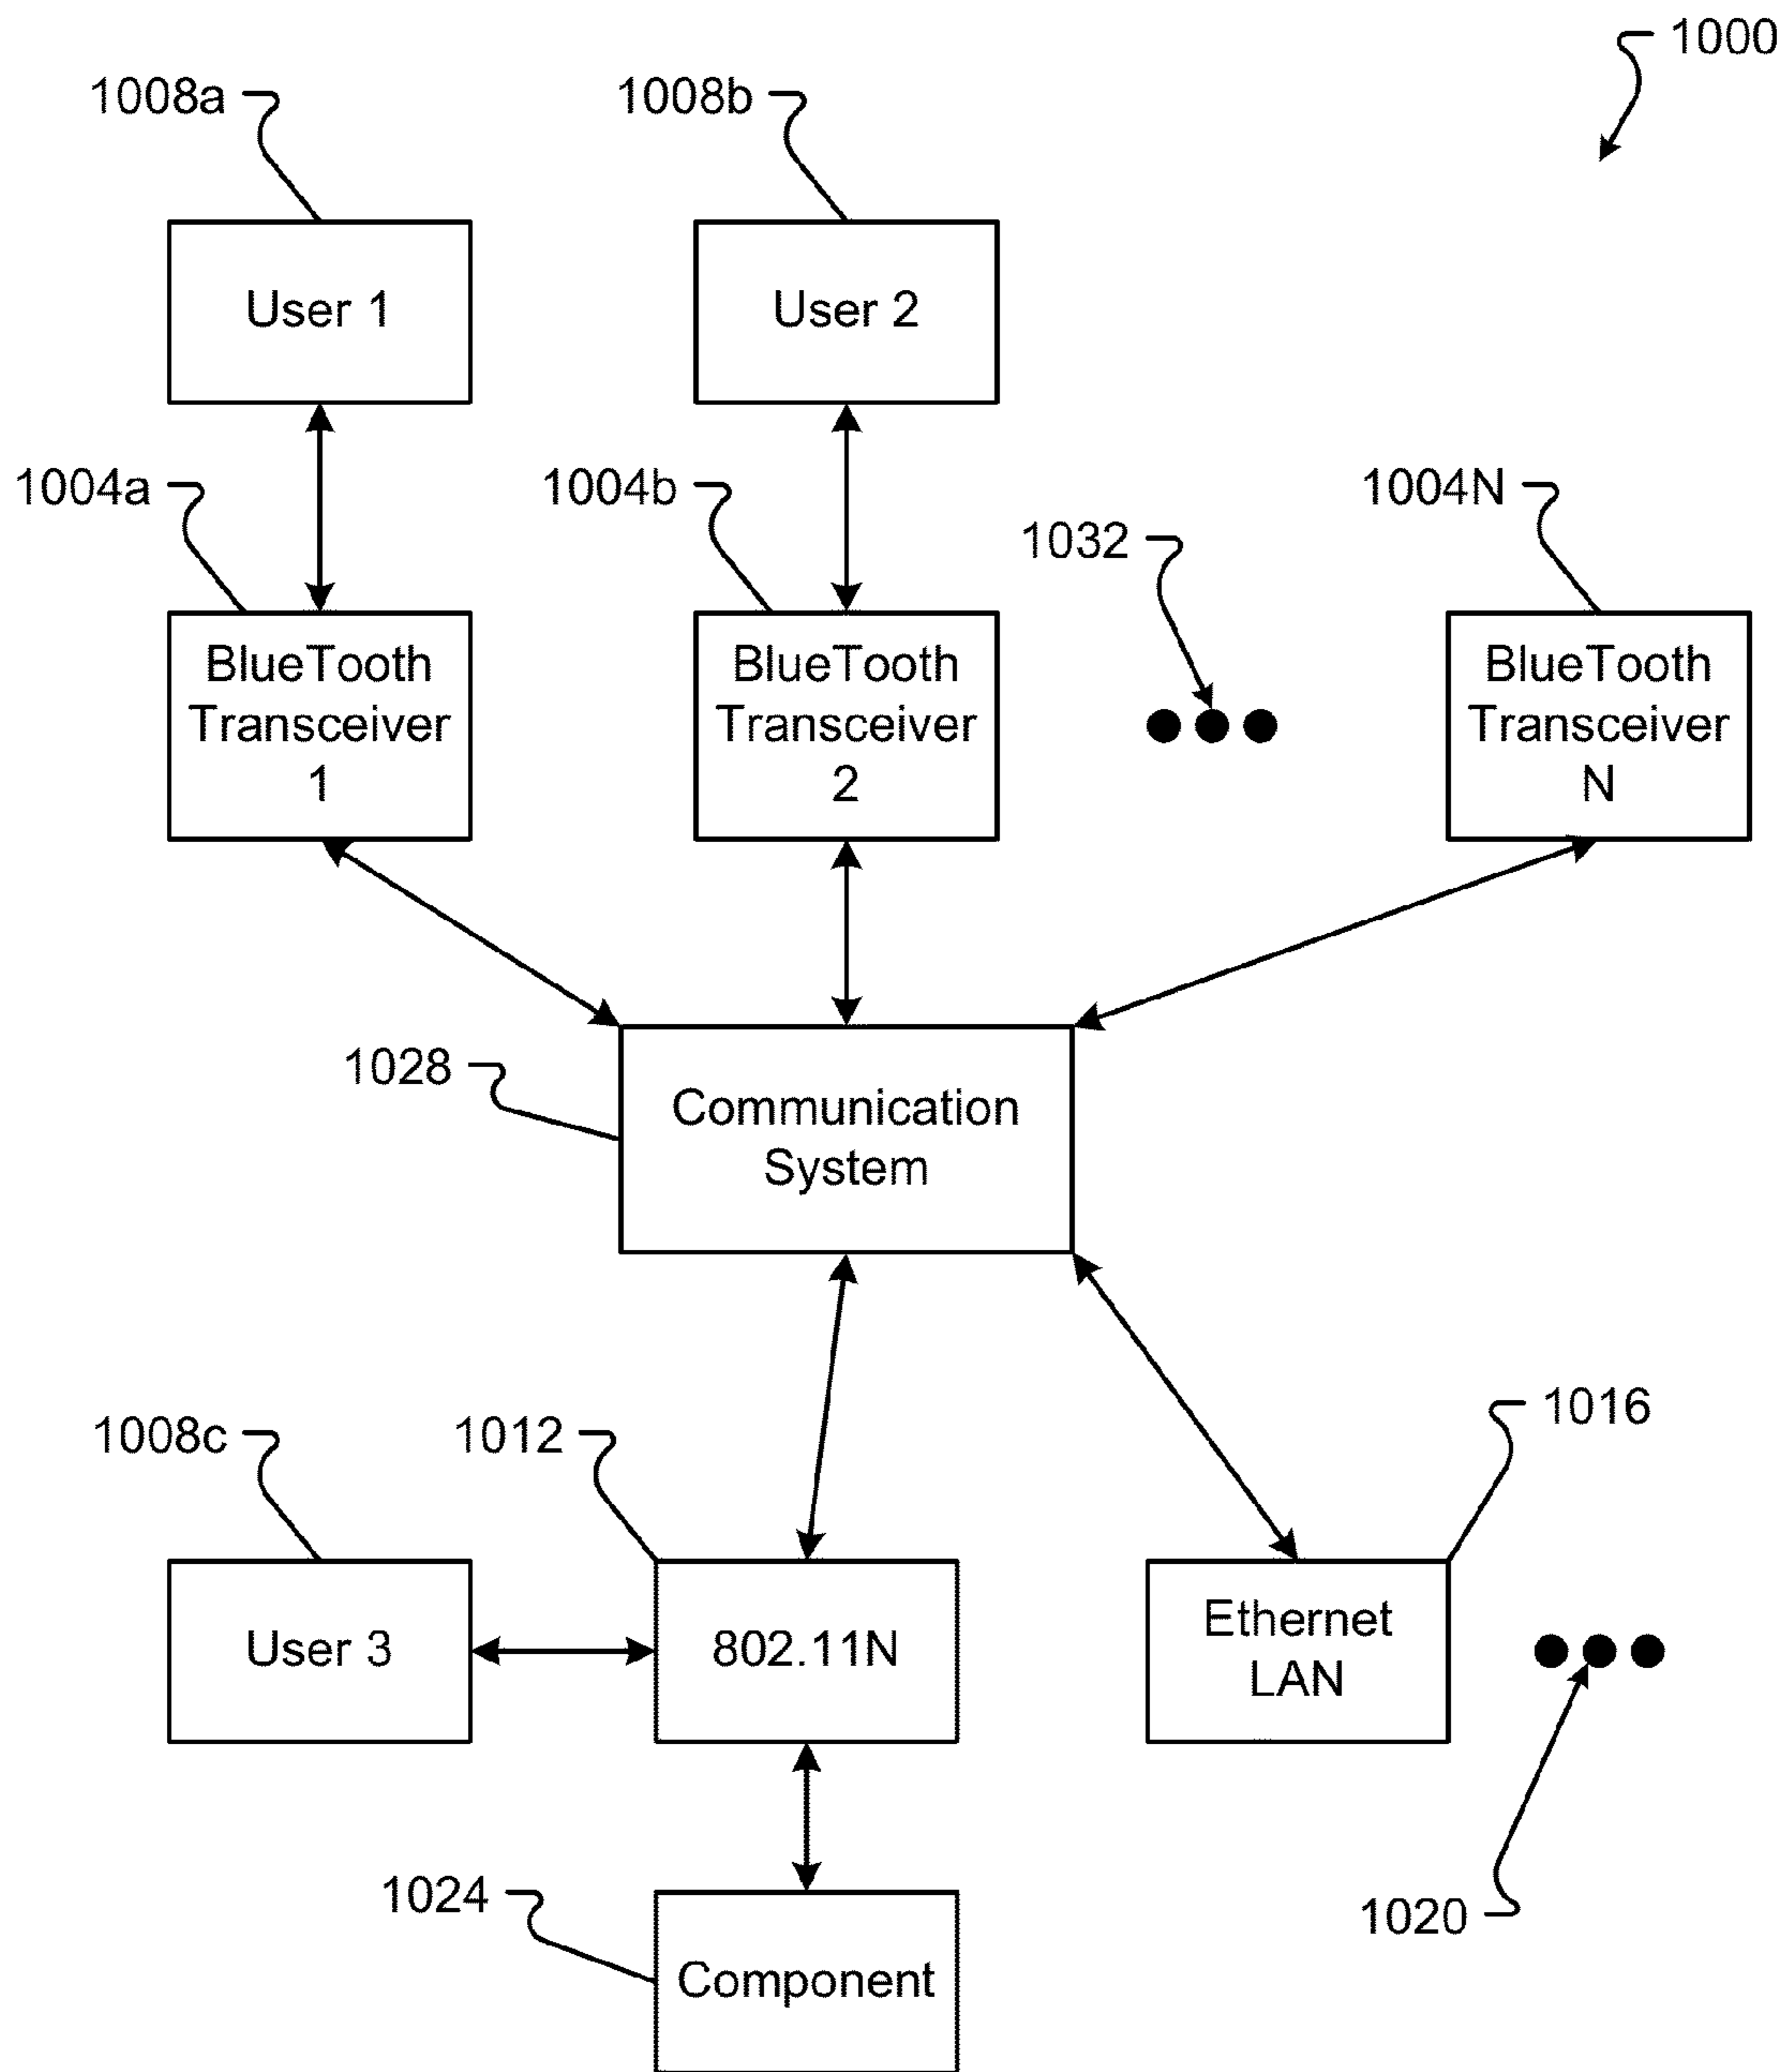 1000
1008a
1008b
User 1
User 2
1004a
1004b
1032
1004N
BlueTooth
Transceiver
1
BlueTooth
Transceiver
2
BlueTooth
Transceiver
N
1028
Communication
System
1008c
1012
1016
User 3
802.11N
Ethernet
LAN
1024
1020
Component